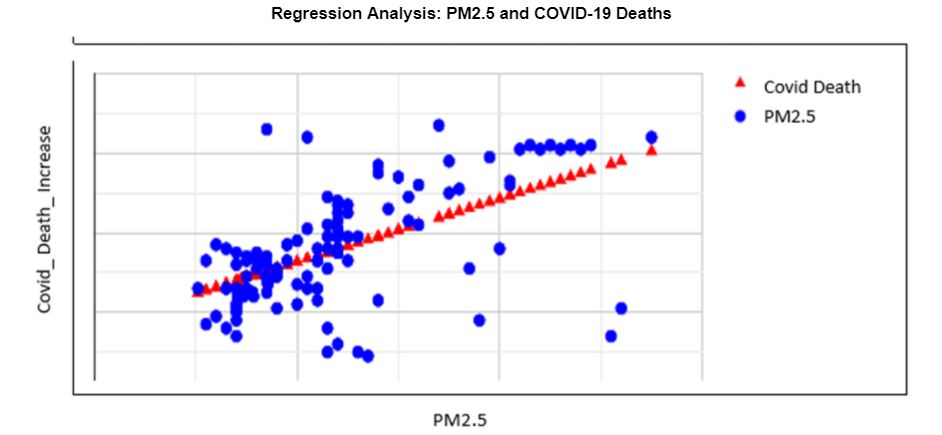 Regression Analysis: PM2.5 and COVID-19 Deaths
Covid Death
PM2.5
Covid_ Death_ Increase
PM2.5